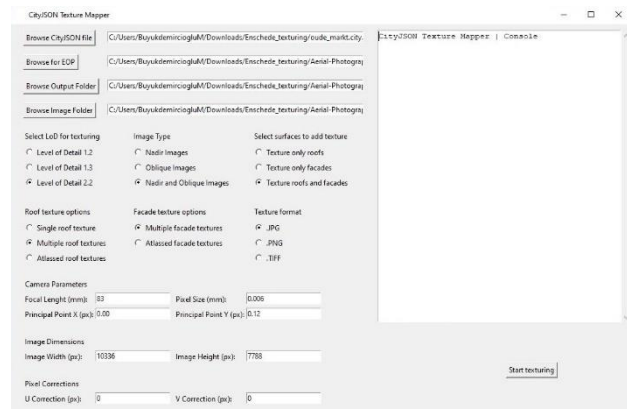 CityJSON Texture Mapper
Browse CityJSON file C:/Users/BuyukdemirciogluM/Downloads/Enschede_texturing/oude_markt.city.
CityJSON Texture Mapper | Console
Browse for EOP C:/Users/BuyukdemirciogluM/Downloads/Enschede_texturing/Aerial-Photograp
Browse Output Folder C:/Users/BuyukdemirciogluM/Downloads/Enschede_texturing/Aerial-Photograp
Browse Image Folder C:/Users/BuyukdemirciogluM/Downloads/Enschede_texturing/Aerial-Photograp
Select LoD for texturing Image Type Select surfaces to add texture
Level of Detail 1.2 Nadir Images Texture only roofs
Level of Detail 1.3 Oblique Images Texture only facades
Level of Detail 2.2 Nadir and Oblique Images Texture roofs and facades
Roof texture options Facade texture options Texture format
Single roof texture Multiple facade textures .JPG
Multiple roof textures Atlassed facade textures .PNG
Atlassed roof textures .TIFF
Camera Parameters
Focal Lenght (mm): 83 Pixel Size (mm): 0.006
Principal Point X (px): 0.00 Principal Point Y (px): 0.12
Image Dimensions
Image Width (px): 10336 Image Height (px): 7788
Start texturing
Pixel Corrections
U Correction (px): 0 V Correction (px): 0